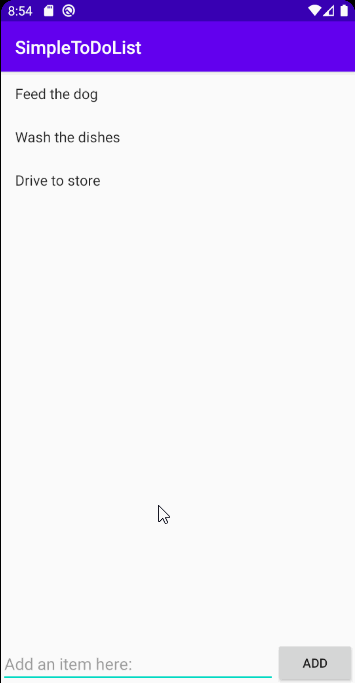 8:54
SimpleToDoList
Feed the dog
Wash the dishes
Drive to store
Add an item here:
ADD